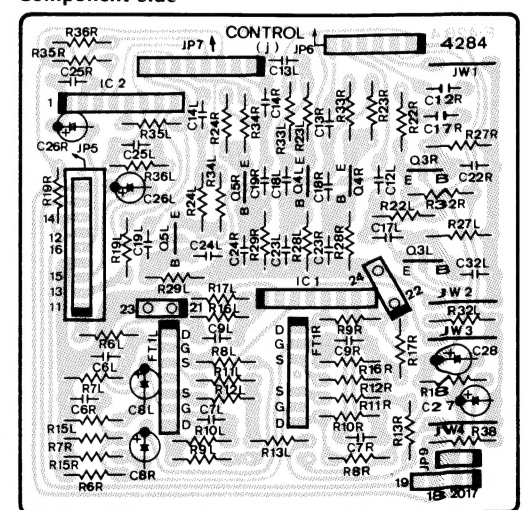 Component side
R36R
R35R
C25R
JP7
CONTROL
(j)
JP6
4284
C13L
JW1
IC 2
1
C26R
JP5
R35L
C25L
R36L
C26L
C14L
R24R
R34R
C14R
R33L
R23L
C13R
R33R
R23R
R22R
C12R
C17R
R27R
R19R
14
12
16
15
13
11
R24L
R34L
Q5R
E
B
C19R
C18L
Q4L
E
B
C18R
E
B
Q4R
C12L
Q3R
E
B
C22R
R32R
R22L
R19L
C19L
Q5L
E
B
C24L
C24R
R29R
C23L
R28L
C23R
R28R
C17L
R27L
Q3L
E
B
C32L
R29L
R17L
R16L
C9L
R8L
R11L
R12L
C7L
R10L
R9L
IC 1
24
22
JW2
R32L
JW3
23
21
R6L
C6L
R7L
C6R
R15L
R7R
R15R
R6R
C8L
C8R
FT1L
D
G
S
S
G
D
D
G
S
S
G
D
FT1R
R9R
C9R
R16R
R12R
R11R
R10R
C7R
R8R
R13L
R17R
R13R
C28
R18
C27
JW4
R38
JP9
19
18
2017